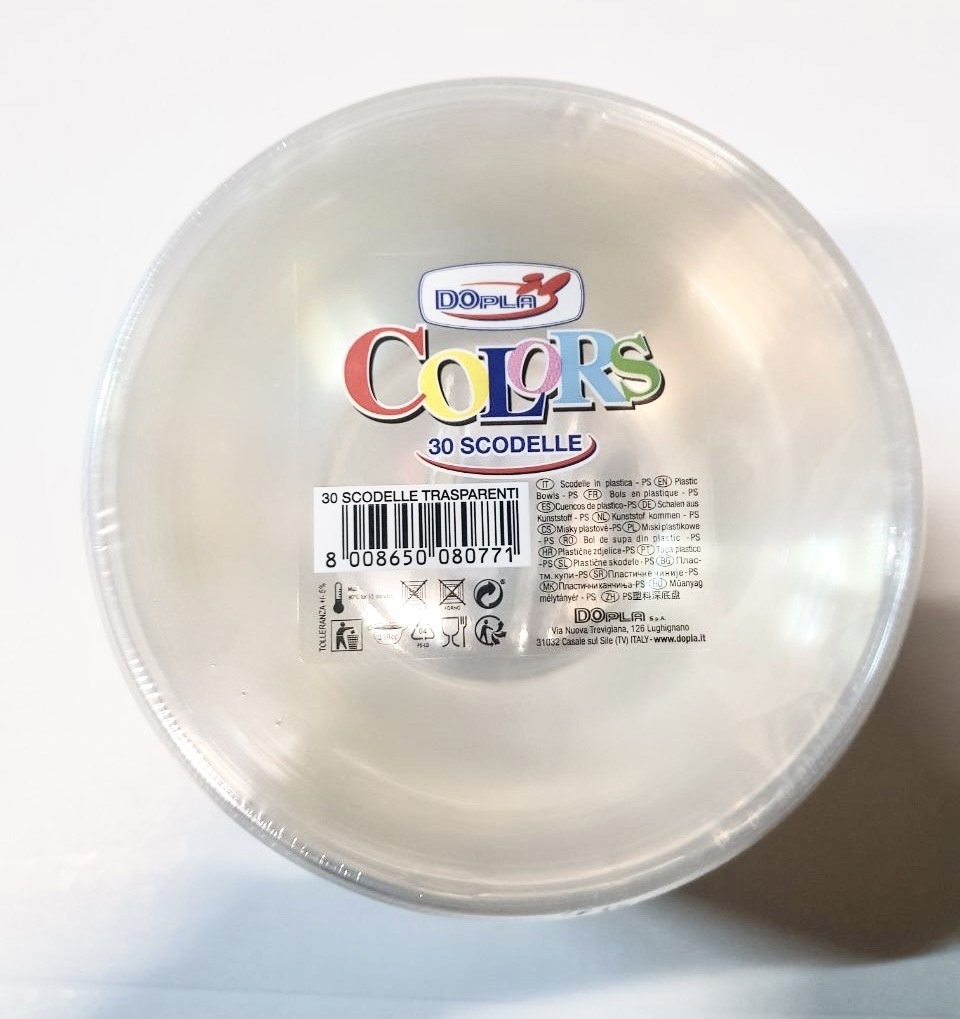 DOPLA
COLORS
30 SCODELLE
30 SCODELLE TRASPARENTI
8 008650 080771
IT Scodelle in plastica - PS EN Plastic
Bowls - PS FR Bols en plastique - PS
ES Cuencos de plastico-PS DE Schalen aus
Kunststoff - PS NL Kunststof kommen - PS
CS Misky plastové-PS PL Miski plastikowe
- PS RO Bol de supa din plastic -PS
HR Plastične zdjelice-PS PT Taça plastico
-PS SL Plastične skodele-PS BG Плас-
тм. купи-PS SR Пластичне чиније-PS
MK Пластични канчиња-PS HU Műanyag
mélytányér - PS ZH PS塑料深底盘
TOLLERANZA +/- 5%
FORNO
DOPLA S.p.A.
Via Nuova Trevigiana, 126 Lughignano
31032 Casale sul Sile (TV) ITALY - www.dopla.it